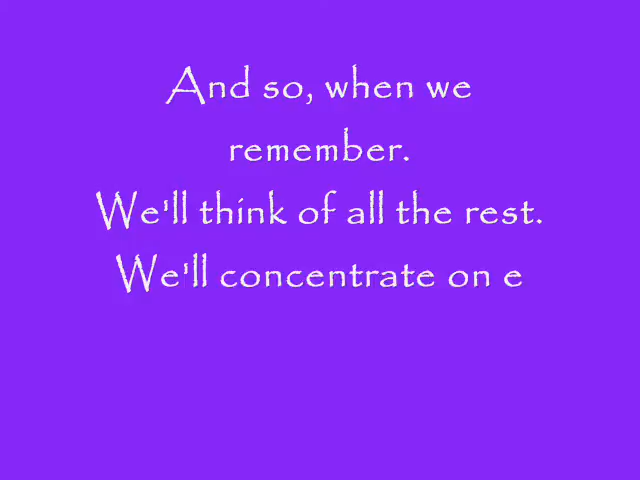 And so, when we
remember.
We'll think of all the rest.
We'll concentrate on e